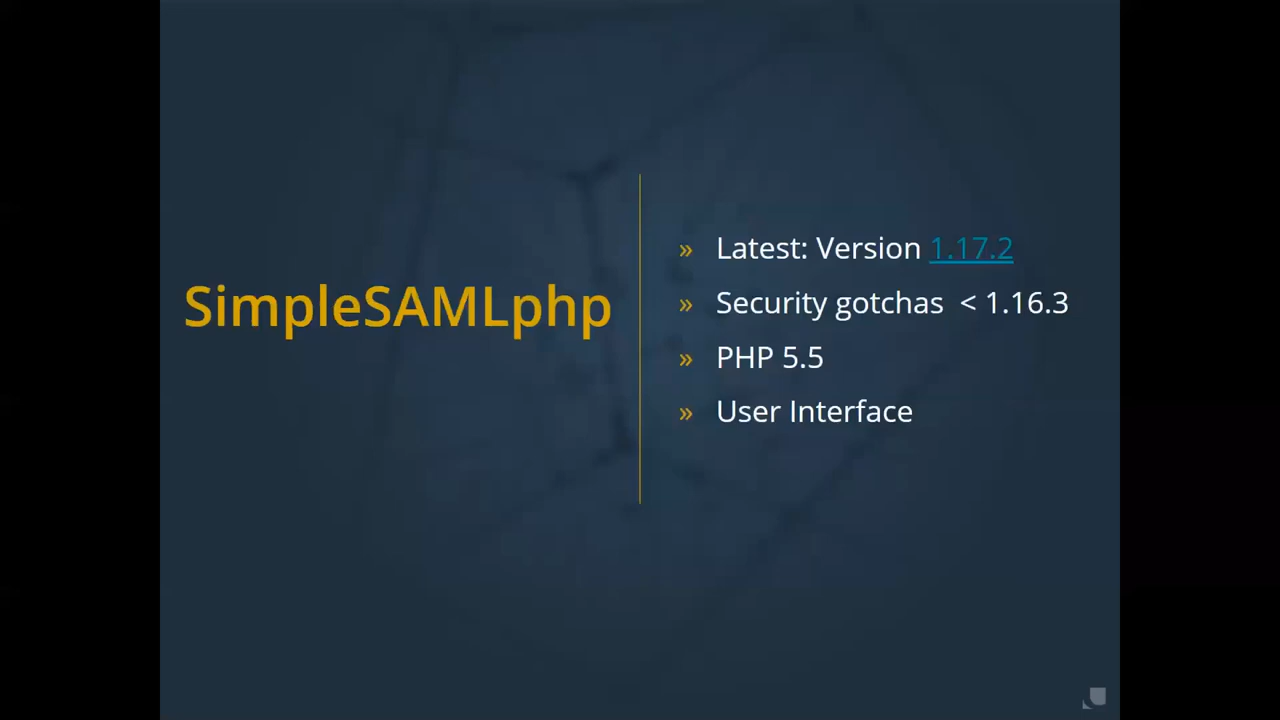 SimpleSAMLphp
» Latest: Version 1.17.2
» Security gotchas < 1.16.3
» PHP 5.5
» User Interface